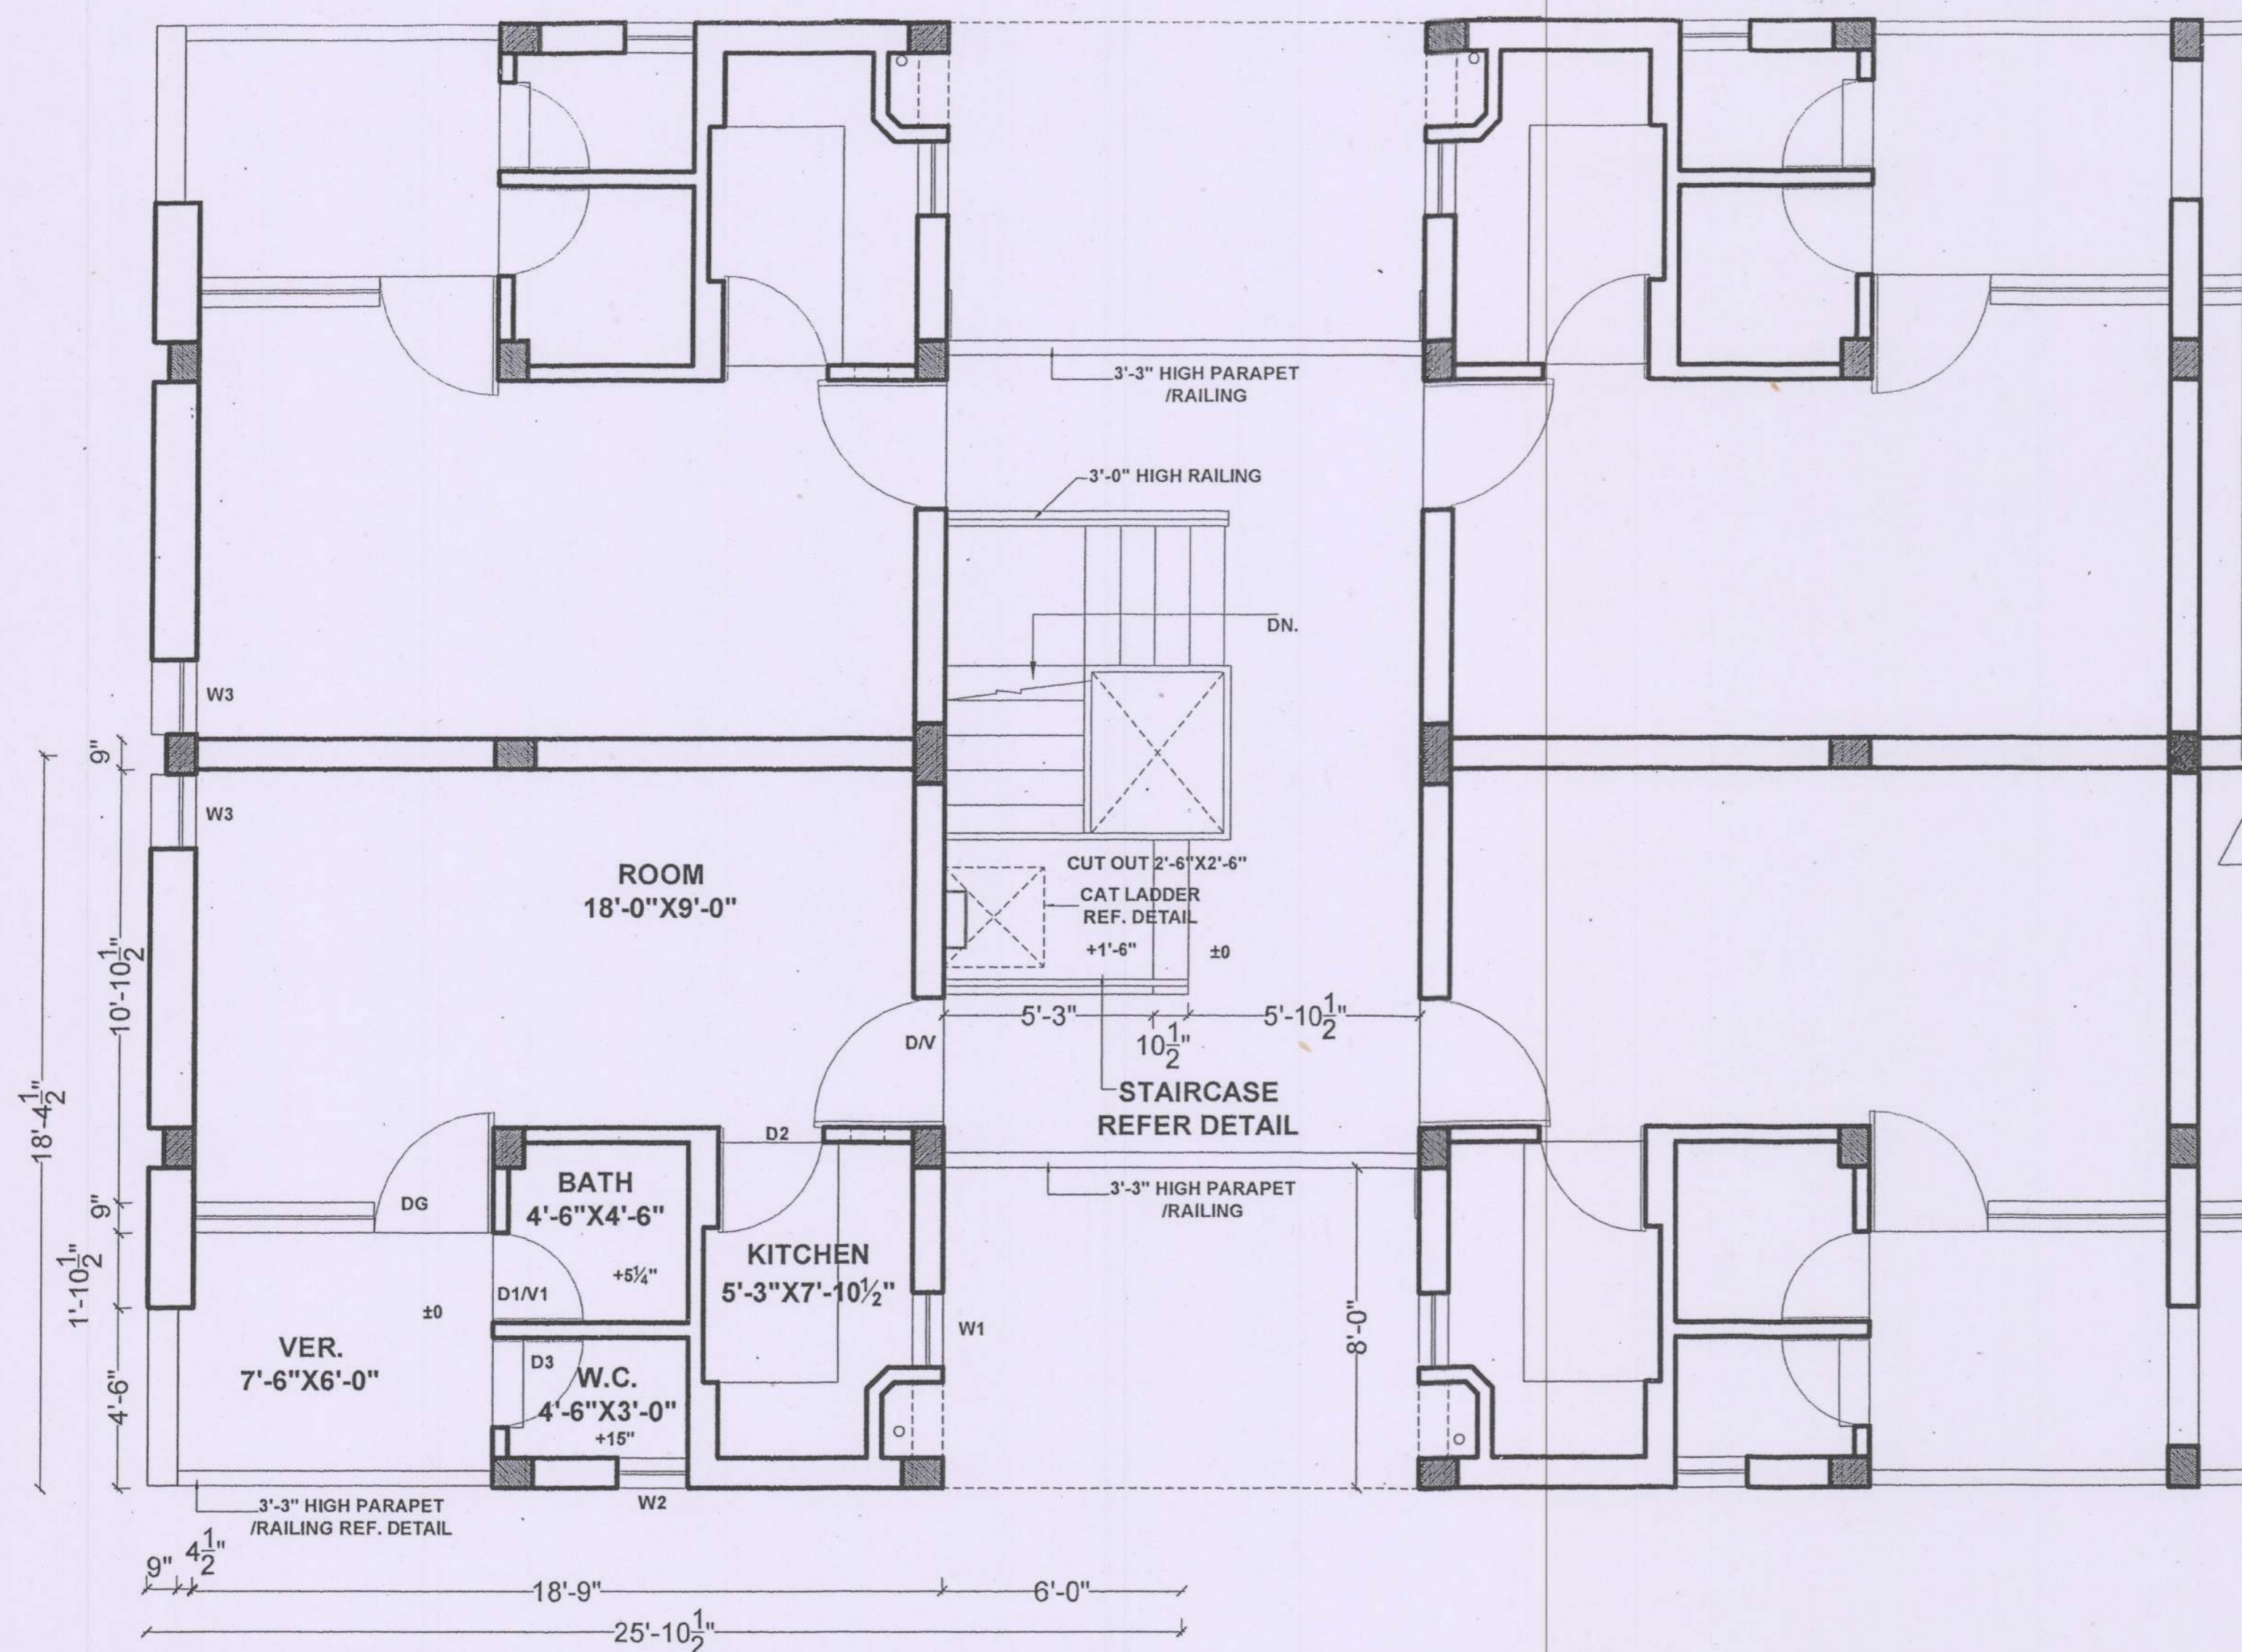 3'-3" HIGH PARAPET
/RAILING
3'-0" HIGH RAILING
DN.
W3
9"
W3
ROOM
18'-0"X9'-0"
CUT OUT 2'-6"X2'-6"
CAT LADDER
REF. DETAIL
+1'-6"
±0
10'-10½"
18'-4½"
5'-3"
10½"
5'-10½"
D/V
STAIRCASE
REFER DETAIL
D2
9"
DG
BATH
4'-6"X4'-6"
+5¼"
3'-3" HIGH PARAPET
/RAILING
1'-10½"
±0
D1/V1
KITCHEN
5'-3"X7'-10½"
W1
8'-0"
VER.
7'-6"X6'-0"
D3
W.C.
4'-6"X3'-0"
+15"
4'-6"
W2
3'-3" HIGH PARAPET
/RAILING REF. DETAIL
9"
4½"
18'-9"
6'-0"
25'-10½"